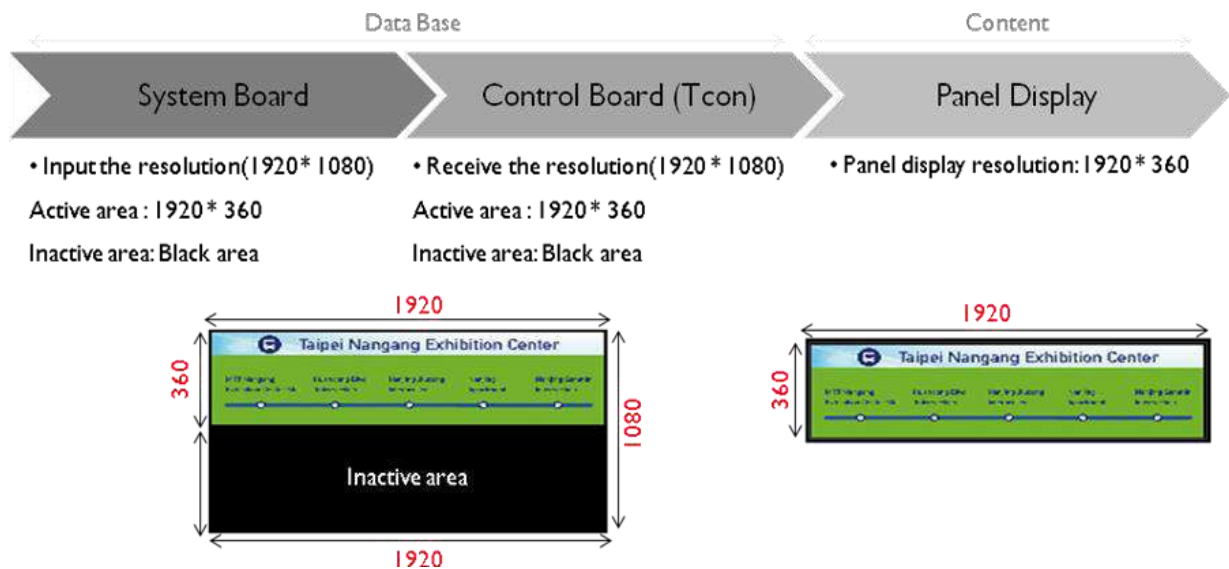 Data Base
Content
System Board
Control Board (Tcon)
Panel Display
• Input the resolution(1920 * 1080)
Active area : 1920 * 360
Inactive area: Black area
• Receive the resolution(1920 * 1080)
Active area : 1920 * 360
Inactive area: Black area
• Panel display resolution: 1920 * 360
1920
360
Taipei Nangang Exhibition Center
1080
Inactive area
1920
1920
360
Taipei Nangang Exhibition Center